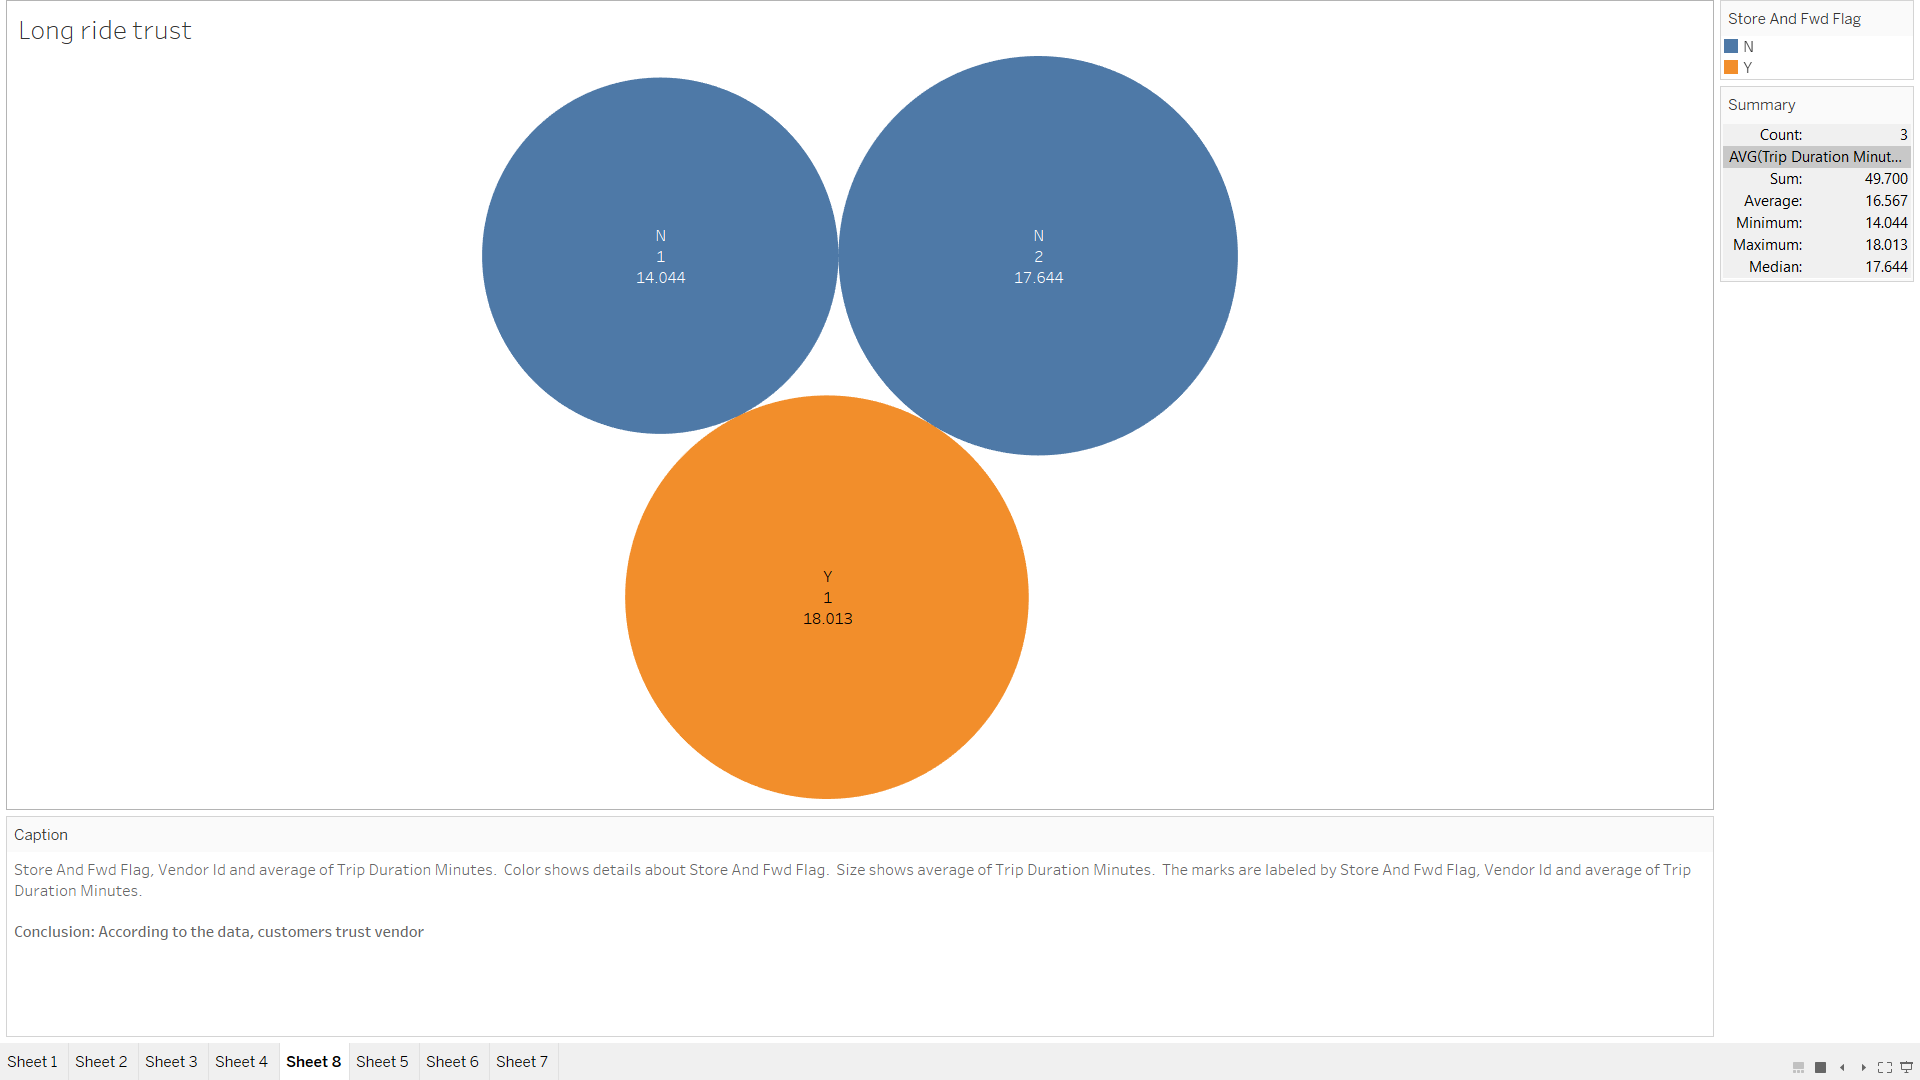 Long ride trust
N
1
14.044
N
2
17.644
Y
1
18.013
Store And Fwd Flag
N
Y
Summary
Count: 3
AVG(Trip Duration Minut...
Sum: 49.700
Average: 16.567
Minimum: 14.044
Maximum: 18.013
Median: 17.644
Caption
Store And Fwd Flag, Vendor Id and average of Trip Duration Minutes.  Color shows details about Store And Fwd Flag.  Size shows average of Trip Duration Minutes.  The marks are labeled by Store And Fwd Flag, Vendor Id and average of Trip
Duration Minutes.
Conclusion: According to the data, customers trust vendor
Sheet 1 Sheet 2 Sheet 3 Sheet 4 Sheet 8 Sheet 5 Sheet 6 Sheet 7